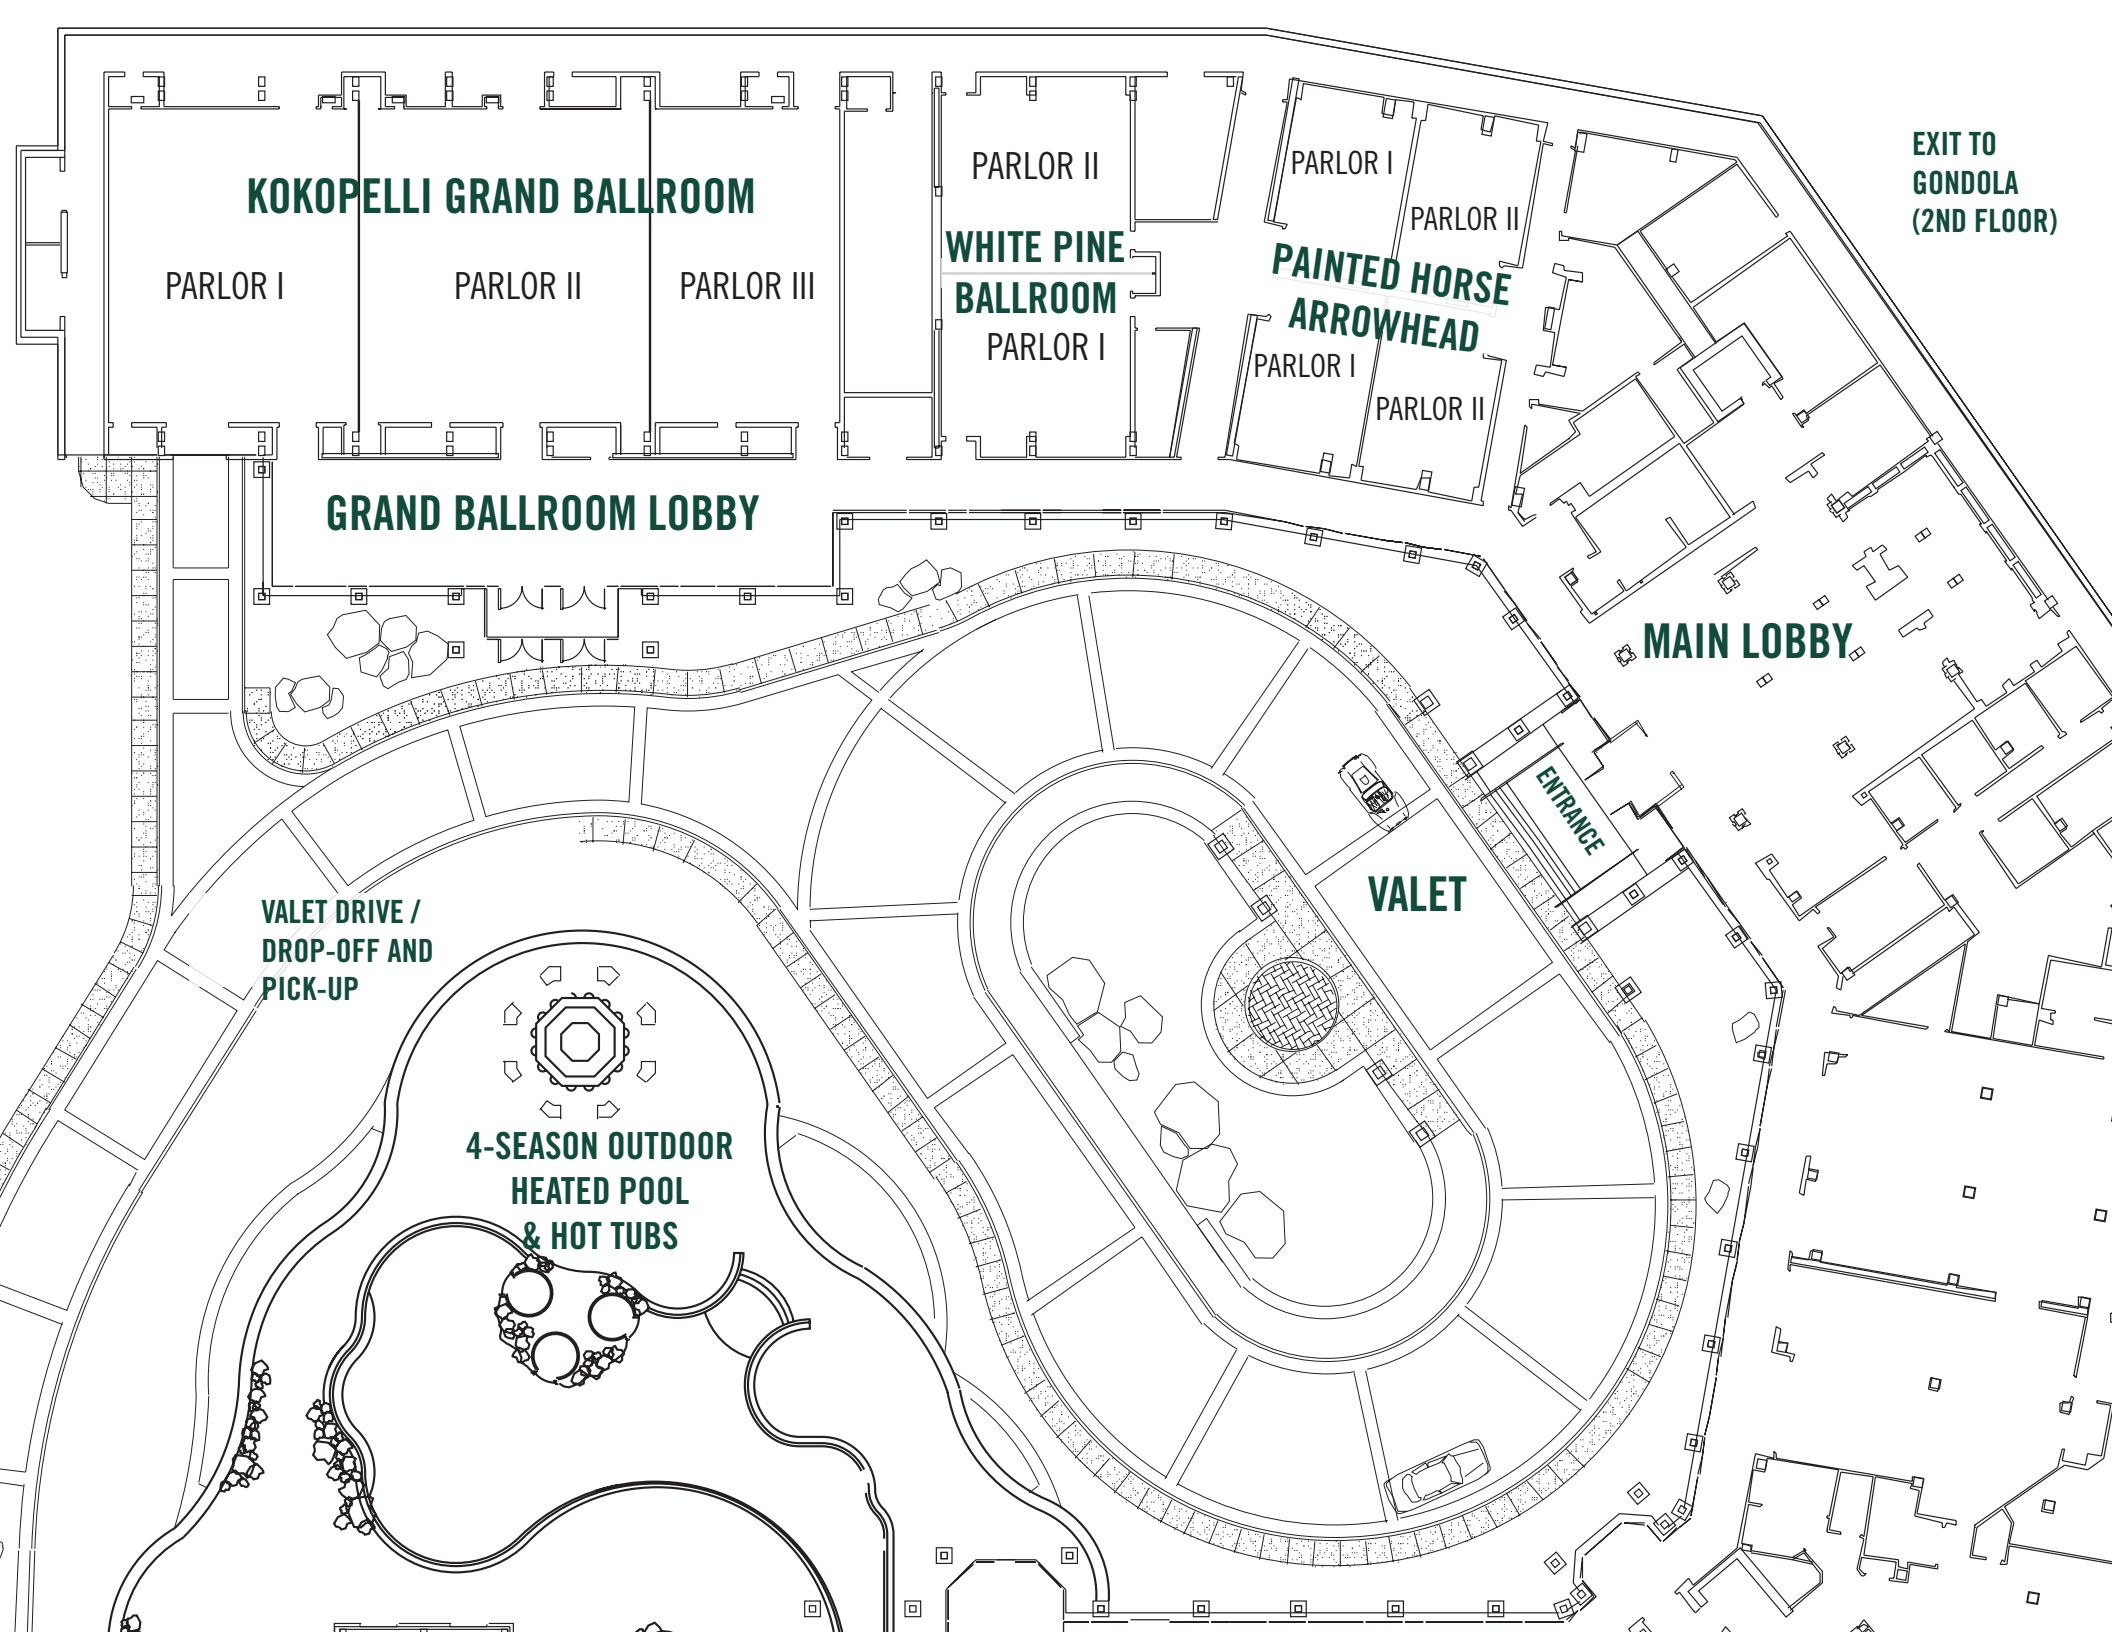 EXIT TO
GONDOLA
(2ND FLOOR)
KOKOPELLI GRAND BALLROOM
PARLOR I
PARLOR II
PARLOR III
PARLOR II
WHITE PINE
BALLROOM
PARLOR I
PARLOR I
PARLOR II
PAINTED HORSE
ARROWHEAD
PARLOR I
PARLOR II
GRAND BALLROOM LOBBY
MAIN LOBBY
ENTRANCE
VALET
VALET DRIVE /
DROP-OFF AND
PICK-UP
4-SEASON OUTDOOR
HEATED POOL
& HOT TUBS